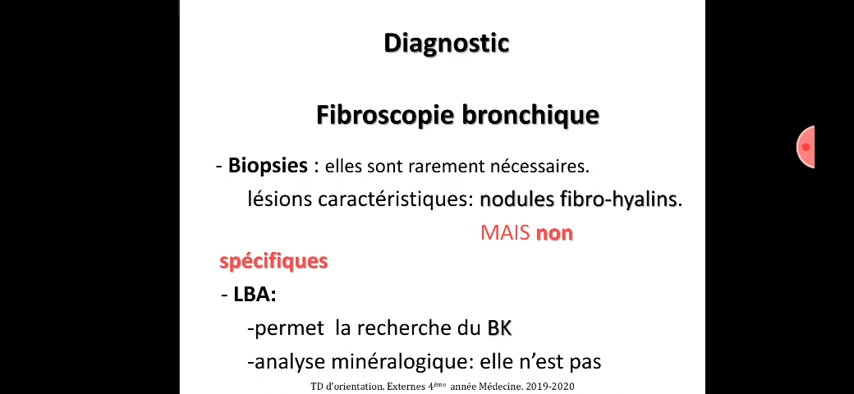 Diagnostic
Fibroscopie bronchique
- Biopsies : elles sont rarement nécessaires.
lésions caractéristiques: nodules fibro-hyalins.
MAIS non
spécifiques
- LBA:
-permet la recherche du BK
-analyse minéralogique: elle n’est pas
TD d’orientation. Externes 4ème année Médecine. 2019-2020